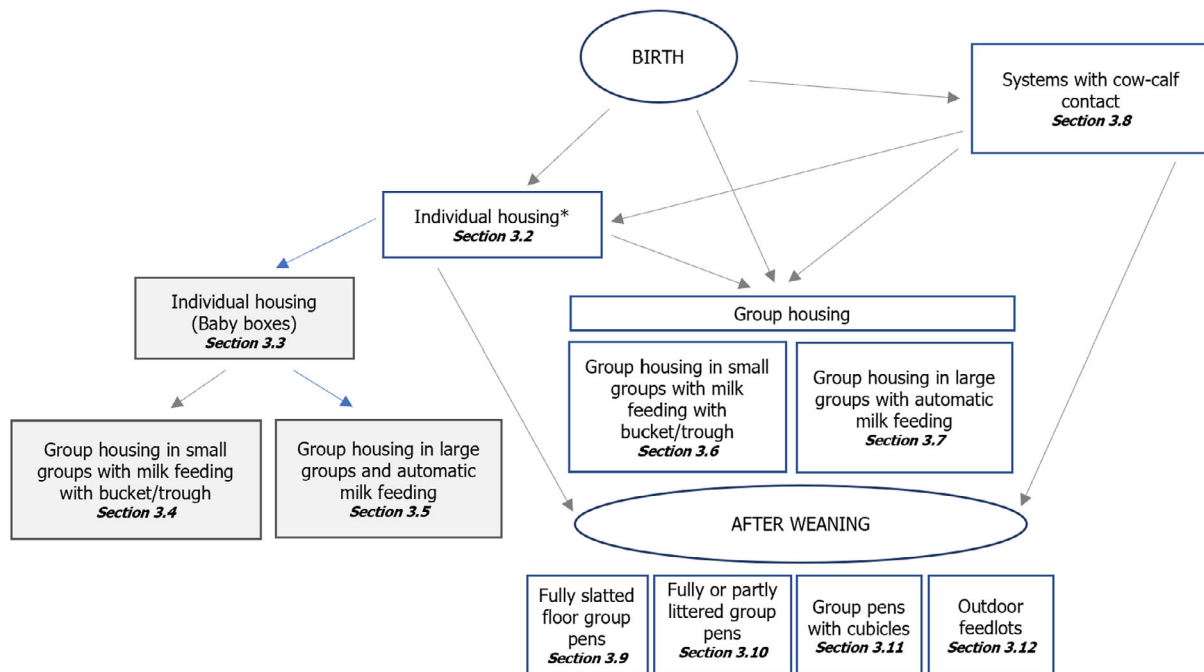 BIRTH
Systems with cow-calf
contact
Section 3.8
Individual housing*
Section 3.2
Individual housing
(Baby boxes)
Section 3.3
Group housing
Group housing in small
groups with milk
feeding with
bucket/trough
Section 3.6
Group housing in large
groups with automatic
milk feeding
Section 3.7
Group housing in small
groups with milk feeding
with bucket/trough
Section 3.4
Group housing in large
groups and automatic
milk feeding
Section 3.5
AFTER WEANING
Fully slatted
floor group
pens
Section 3.9
Fully or partly
littered group
pens
Section 3.10
Group pens
with cubicles
Section 3.11
Outdoor
feedlots
Section 3.12